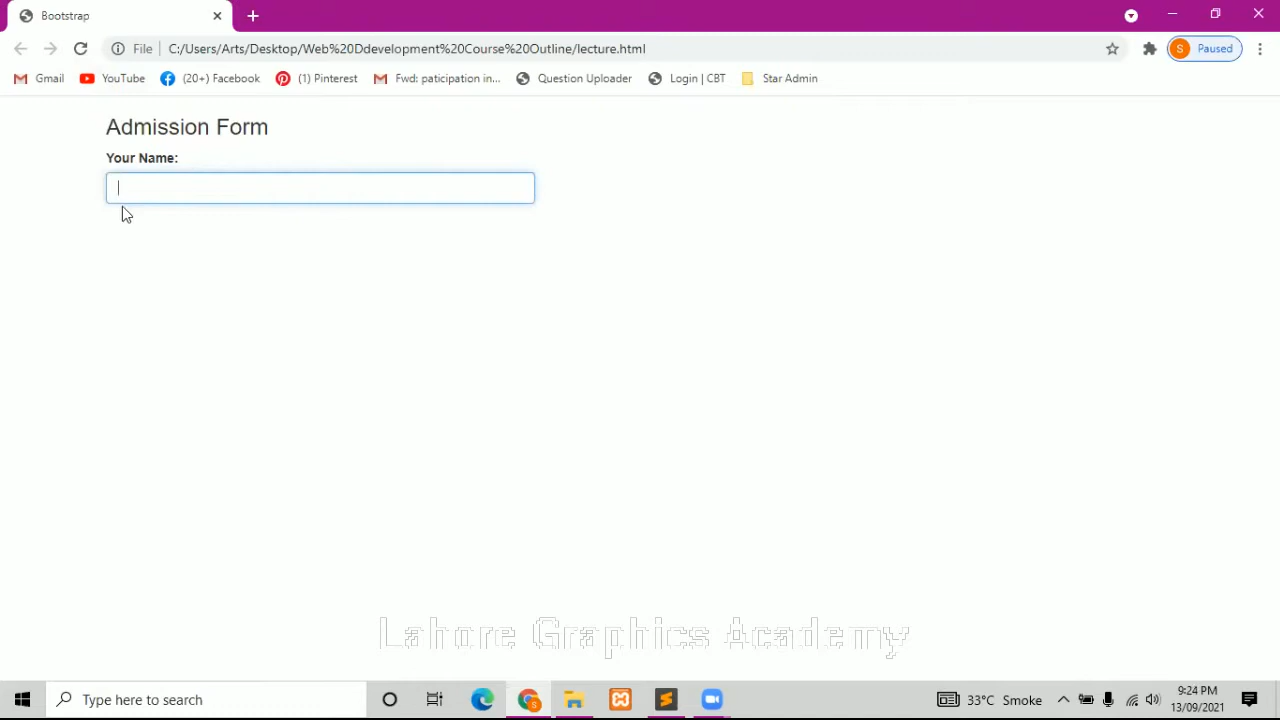 Bootstrap
File
C:/Users/Arts/Desktop/Web%20Ddevelopment%20Course%20Outline/lecture.html
S Paused
Gmail
YouTube
(20+) Facebook
(1) Pinterest
Fwd: paticipation in...
Question Uploader
Login | CBT
Star Admin
Admission Form
Your Name:
Lahore Graphics Academy
Type here to search
S
33°C Smoke
9:24 PM
13/09/2021